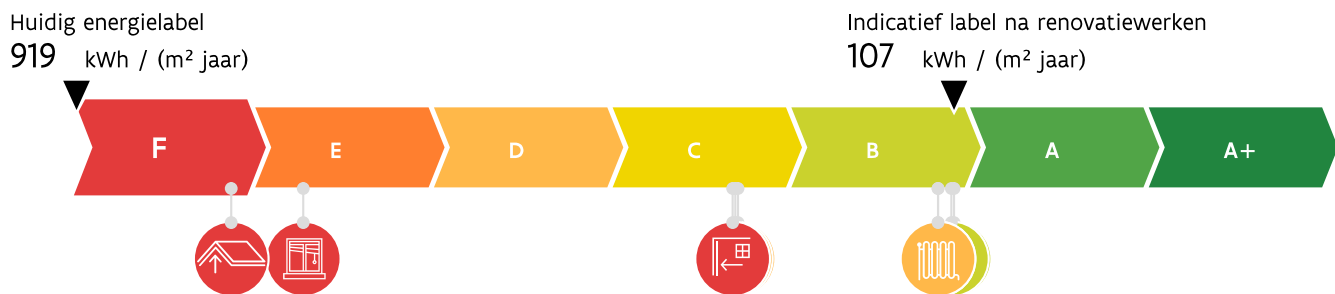 Huidig energielabel
919 kWh / (m² jaar)
Indicatief label na renovatiewerken
107 kWh / (m² jaar)
F E D C B A A+